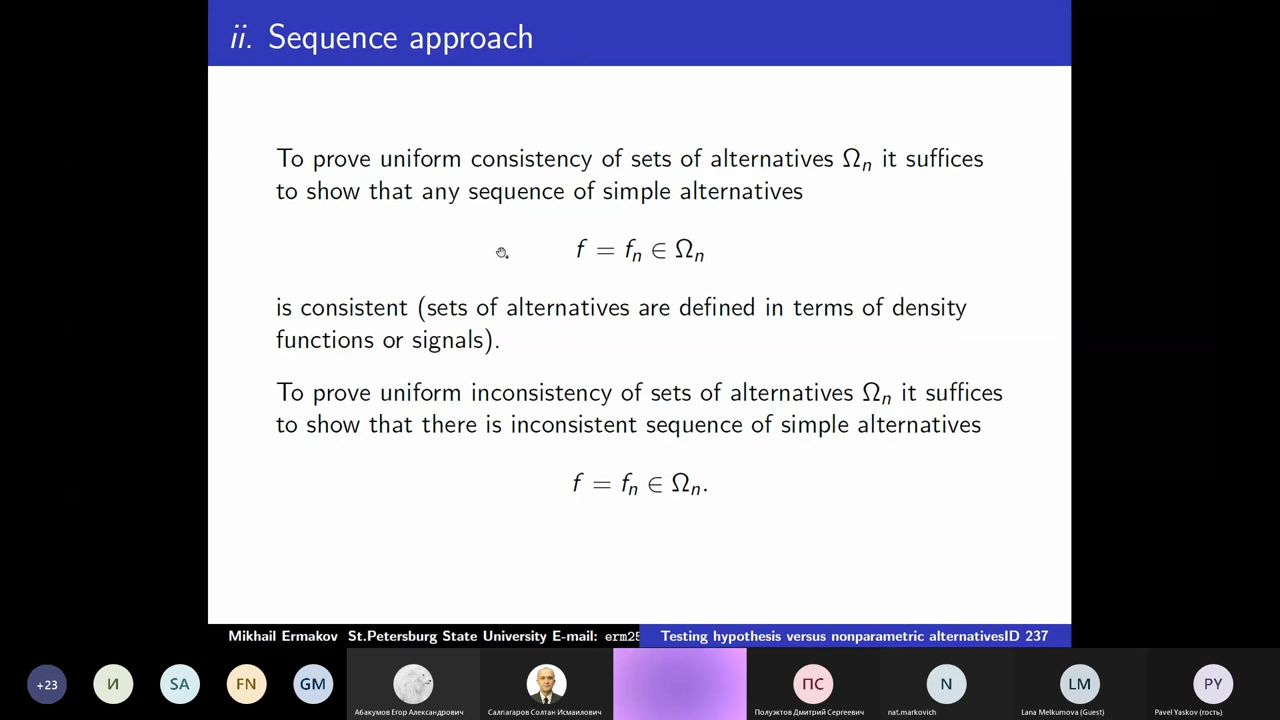 ii. Sequence approach
To prove uniform consistency of sets of alternatives Ωₙ it suffices
to show that any sequence of simple alternatives
f = fₙ ∈ Ωₙ
is consistent (sets of alternatives are defined in terms of density
functions or signals).
To prove uniform inconsistency of sets of alternatives Ωₙ it suffices
to show that there is inconsistent sequence of simple alternatives
f = fₙ ∈ Ωₙ.
Mikhail Ermakov St.Petersburg State University E-mail: erm25 Testing hypothesis versus nonparametric alternativesID 237
+23 И SA FN GM ПС N LM PY
Абакумов Егор Александрович Салпагаров Солтан Исмаилович Полуэктов Дмитрий Сергеевич nat.markovich Lana Melkumova (Guest) Pavel Yaskov (гость)